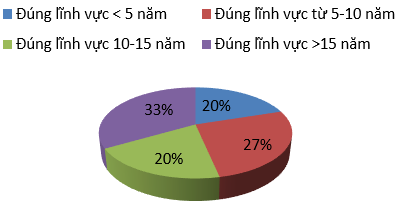 Đúng lĩnh vực < 5 năm
Đúng lĩnh vực từ 5-10 năm
Đúng lĩnh vực 10-15 năm
Đúng lĩnh vực >15 năm
33%
20%
27%
20%